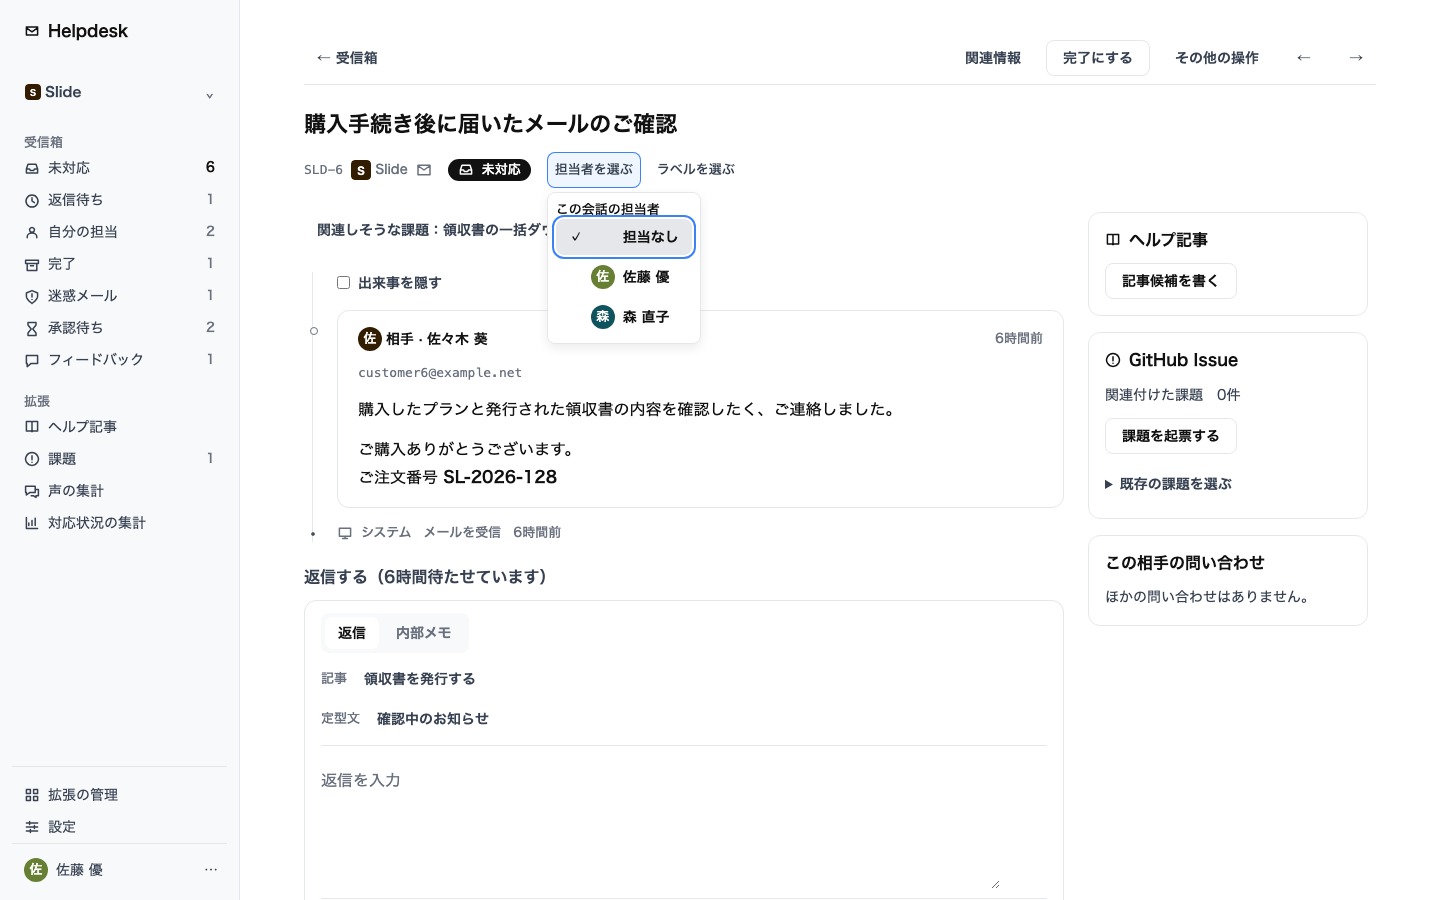 Helpdesk
S Slide
受信箱
未対応 6
返信待ち 1
自分の担当 2
完了 1
迷惑メール 1
承認待ち 2
フィードバック 1
拡張
ヘルプ記事
課題 1
声の集計
対応状況の集計
拡張の管理
設定
佐 佐藤 優 …
← 受信箱
関連情報 完了にする その他の操作 ← →
購入手続き後に届いたメールのご確認
SLD-6 S Slide 未対応 担当者を選ぶ ラベルを選ぶ
この会話の担当者
✓ 担当なし
佐 佐藤 優
森 森 直子
関連しそうな課題：領収書の一括ダウ
出来事を隠す
佐 相手 · 佐々木 葵 6時間前
customer6@example.net
購入したプランと発行された領収書の内容を確認したく、ご連絡しました。
ご購入ありがとうございます。
ご注文番号 SL-2026-128
システム メールを受信 6時間前
返信する（6時間待たせています）
返信 内部メモ
記事 領収書を発行する
定型文 確認中のお知らせ
返信を入力
ヘルプ記事
記事候補を書く
GitHub Issue
関連付けた課題 0件
課題を起票する
▶ 既存の課題を選ぶ
この相手の問い合わせ
ほかの問い合わせはありません。